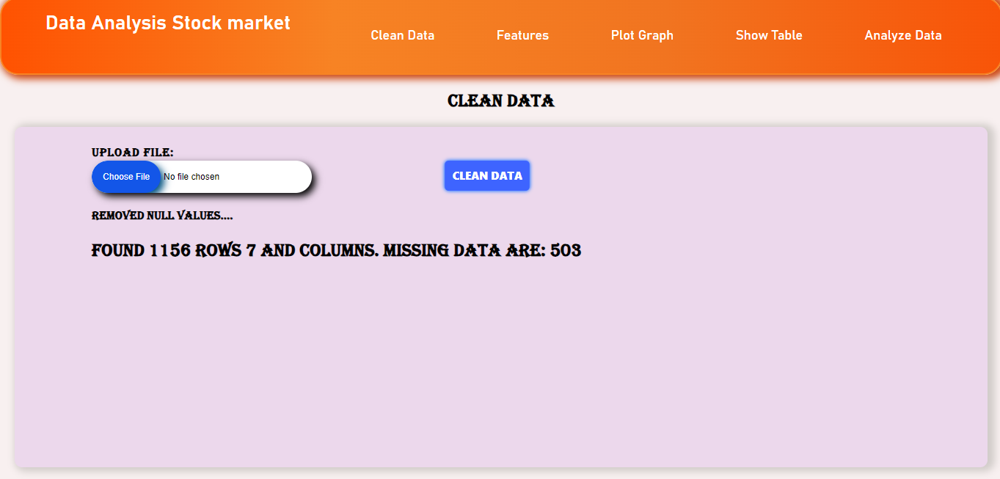 Data Analysis Stock market
Clean Data Features Plot Graph Show Table Analyze Data
CLEAN DATA
UPLOAD FILE:
Choose File No file chosen
CLEAN DATA
REMOVED NULL VALUES....
FOUND 1156 ROWS 7 AND COLUMNS. MISSING DATA ARE: 503